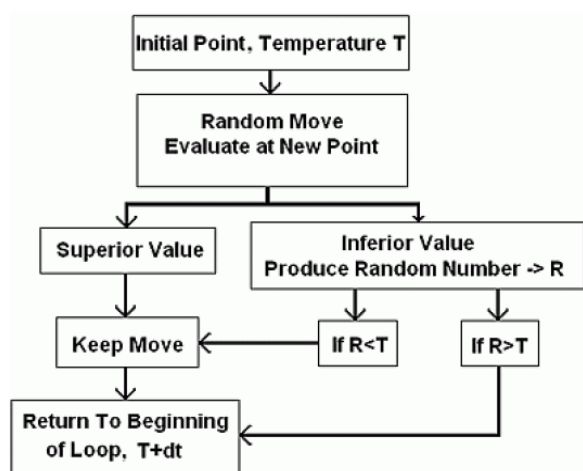 Initial Point, Temperature T
Random Move
Evaluate at New Point
Superior Value
Inferior Value
Produce Random Number -> R
Keep Move
If R<T
If R>T
Return To Beginning
of Loop, T+dt